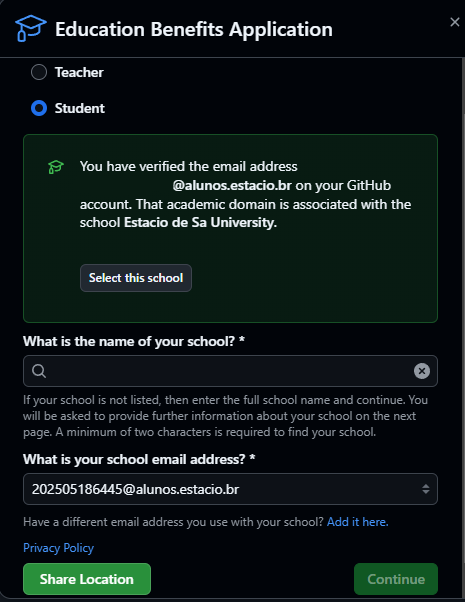 Education Benefits Application
Teacher
Student
You have verified the email address
@alunos.estacio.br on your GitHub
account. That academic domain is associated with the
school Estacio de Sa University.
Select this school
What is the name of your school? *
If your school is not listed, then enter the full school name and continue. You
will be asked to provide further information about your school on the next
page. A minimum of two characters is required to find your school.
What is your school email address? *
202505186445@alunos.estacio.br
Have a different email address you use with your school? Add it here.
Privacy Policy
Share Location
Continue